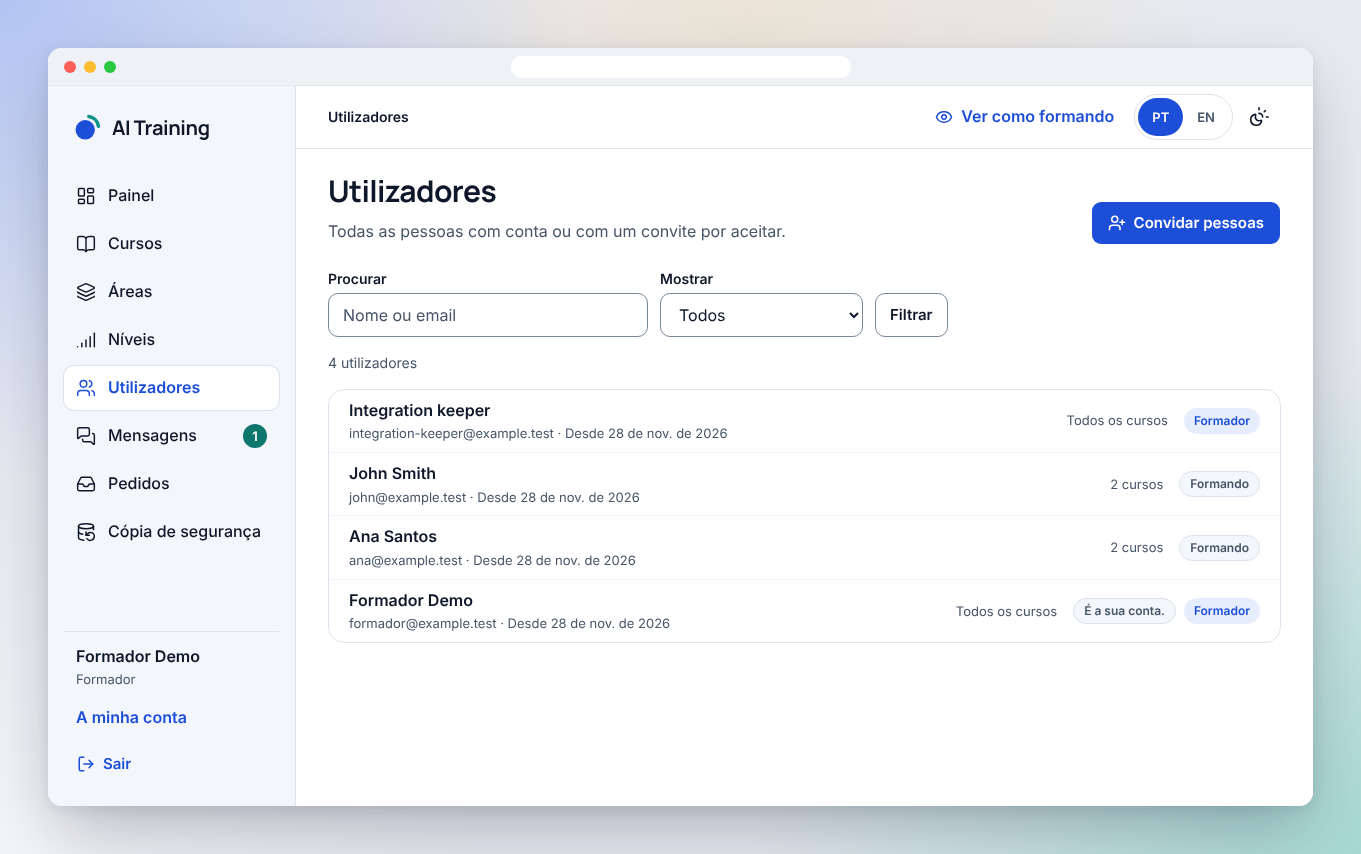 AI Training
Painel
Cursos
Áreas
Níveis
Utilizadores
Mensagens 1
Pedidos
Cópia de segurança
Formador Demo
Formador
A minha conta
Sair
Utilizadores
Ver como formando
PT EN
Utilizadores
Todas as pessoas com conta ou com um convite por aceitar.
Convidar pessoas
Procurar Mostrar
Nome ou email Todos Filtrar
4 utilizadores
Integration keeper
integration-keeper@example.test · Desde 28 de nov. de 2026
Todos os cursos Formador
John Smith
john@example.test · Desde 28 de nov. de 2026
2 cursos Formando
Ana Santos
ana@example.test · Desde 28 de nov. de 2026
2 cursos Formando
Formador Demo
formador@example.test · Desde 28 de nov. de 2026
Todos os cursos É a sua conta. Formador